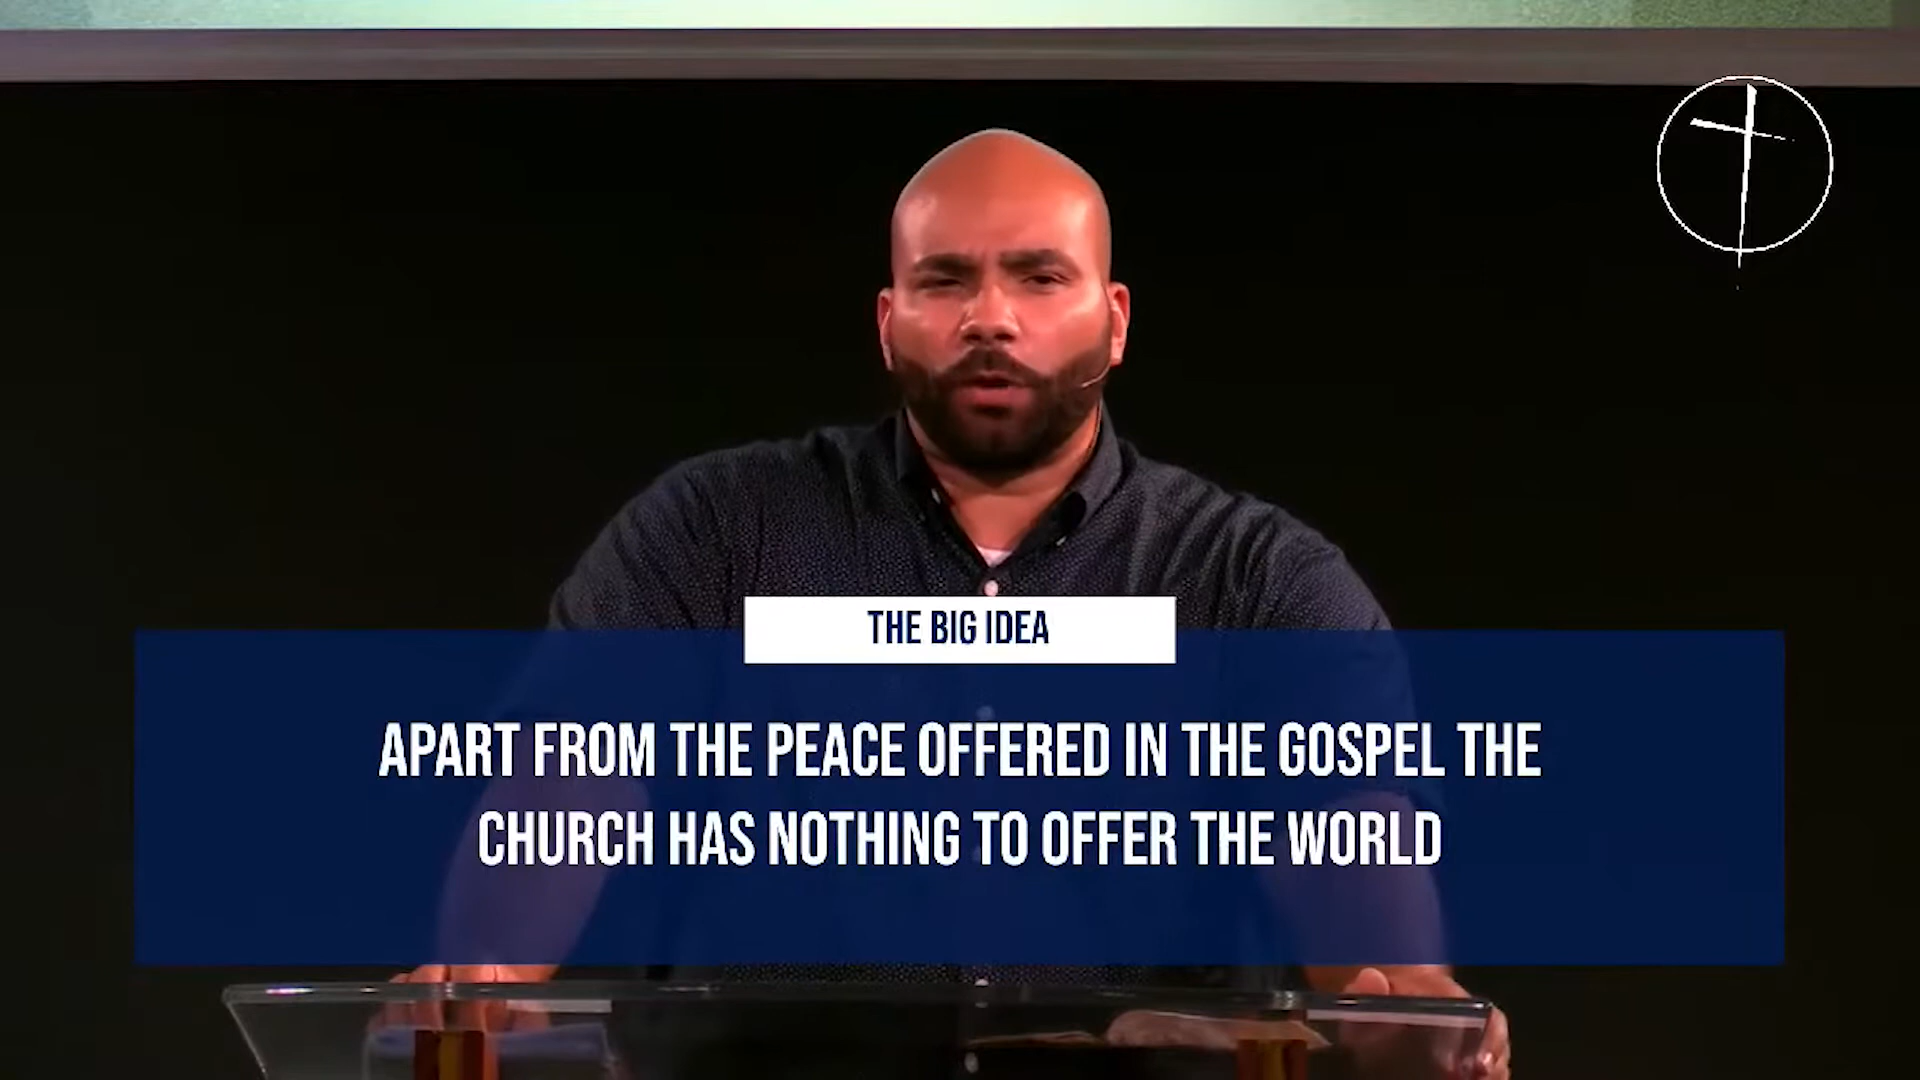 THE BIG IDEA
APART FROM THE PEACE OFFERED IN THE GOSPEL THE
CHURCH HAS NOTHING TO OFFER THE WORLD